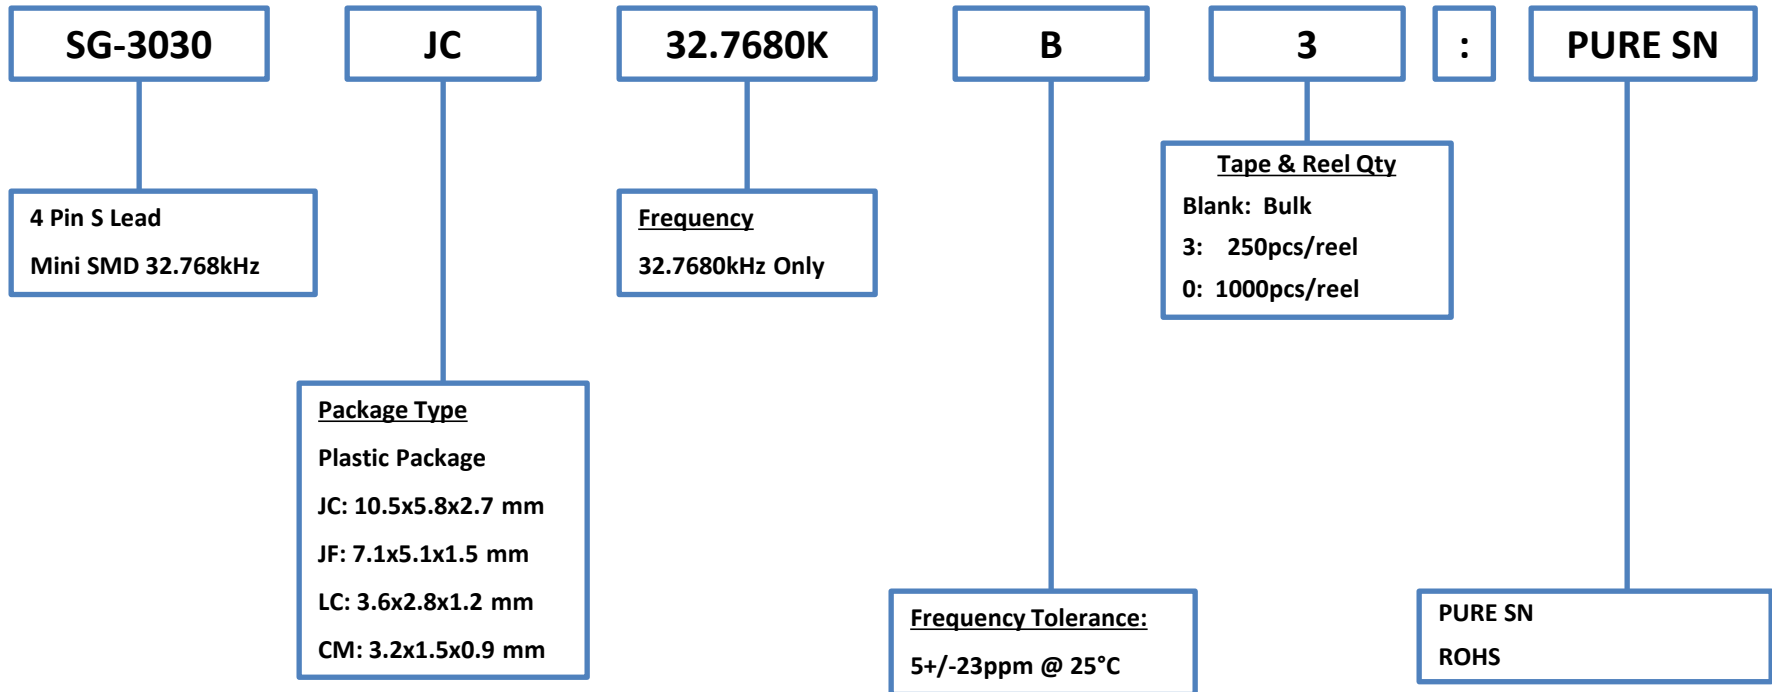 SG-3030
JC
32.7680K
B
3
:
PURE SN
4 Pin S Lead
Mini SMD 32.768kHz
Frequency
32.7680kHz Only
Tape & Reel Qty
Blank: Bulk
3: 250pcs/reel
0: 1000pcs/reel
Package Type
Plastic Package
JC: 10.5x5.8x2.7 mm
JF: 7.1x5.1x1.5 mm
LC: 3.6x2.8x1.2 mm
CM: 3.2x1.5x0.9 mm
Frequency Tolerance:
5+/-23ppm @ 25°C
PURE SN
ROHS